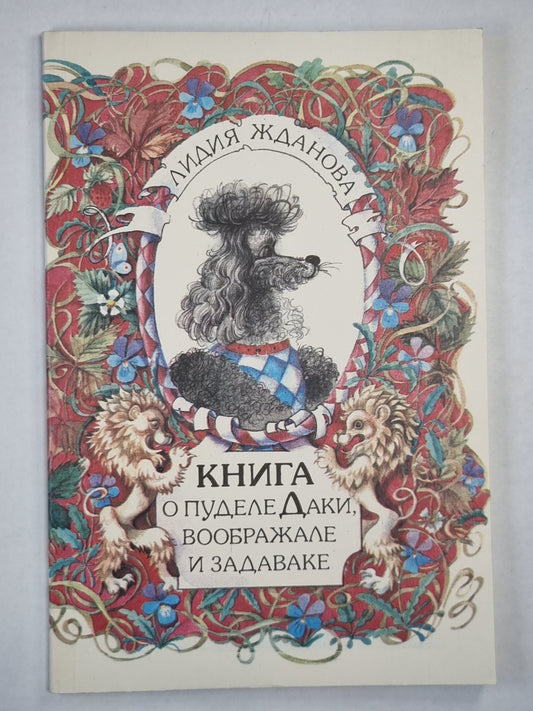 ЛИДИЯ ЖДАНОВА
КНИГА
О ПУДЕЛЕ ДАКИ,
ВООБРАЖАЛЕ
И ЗАДАВАКЕ